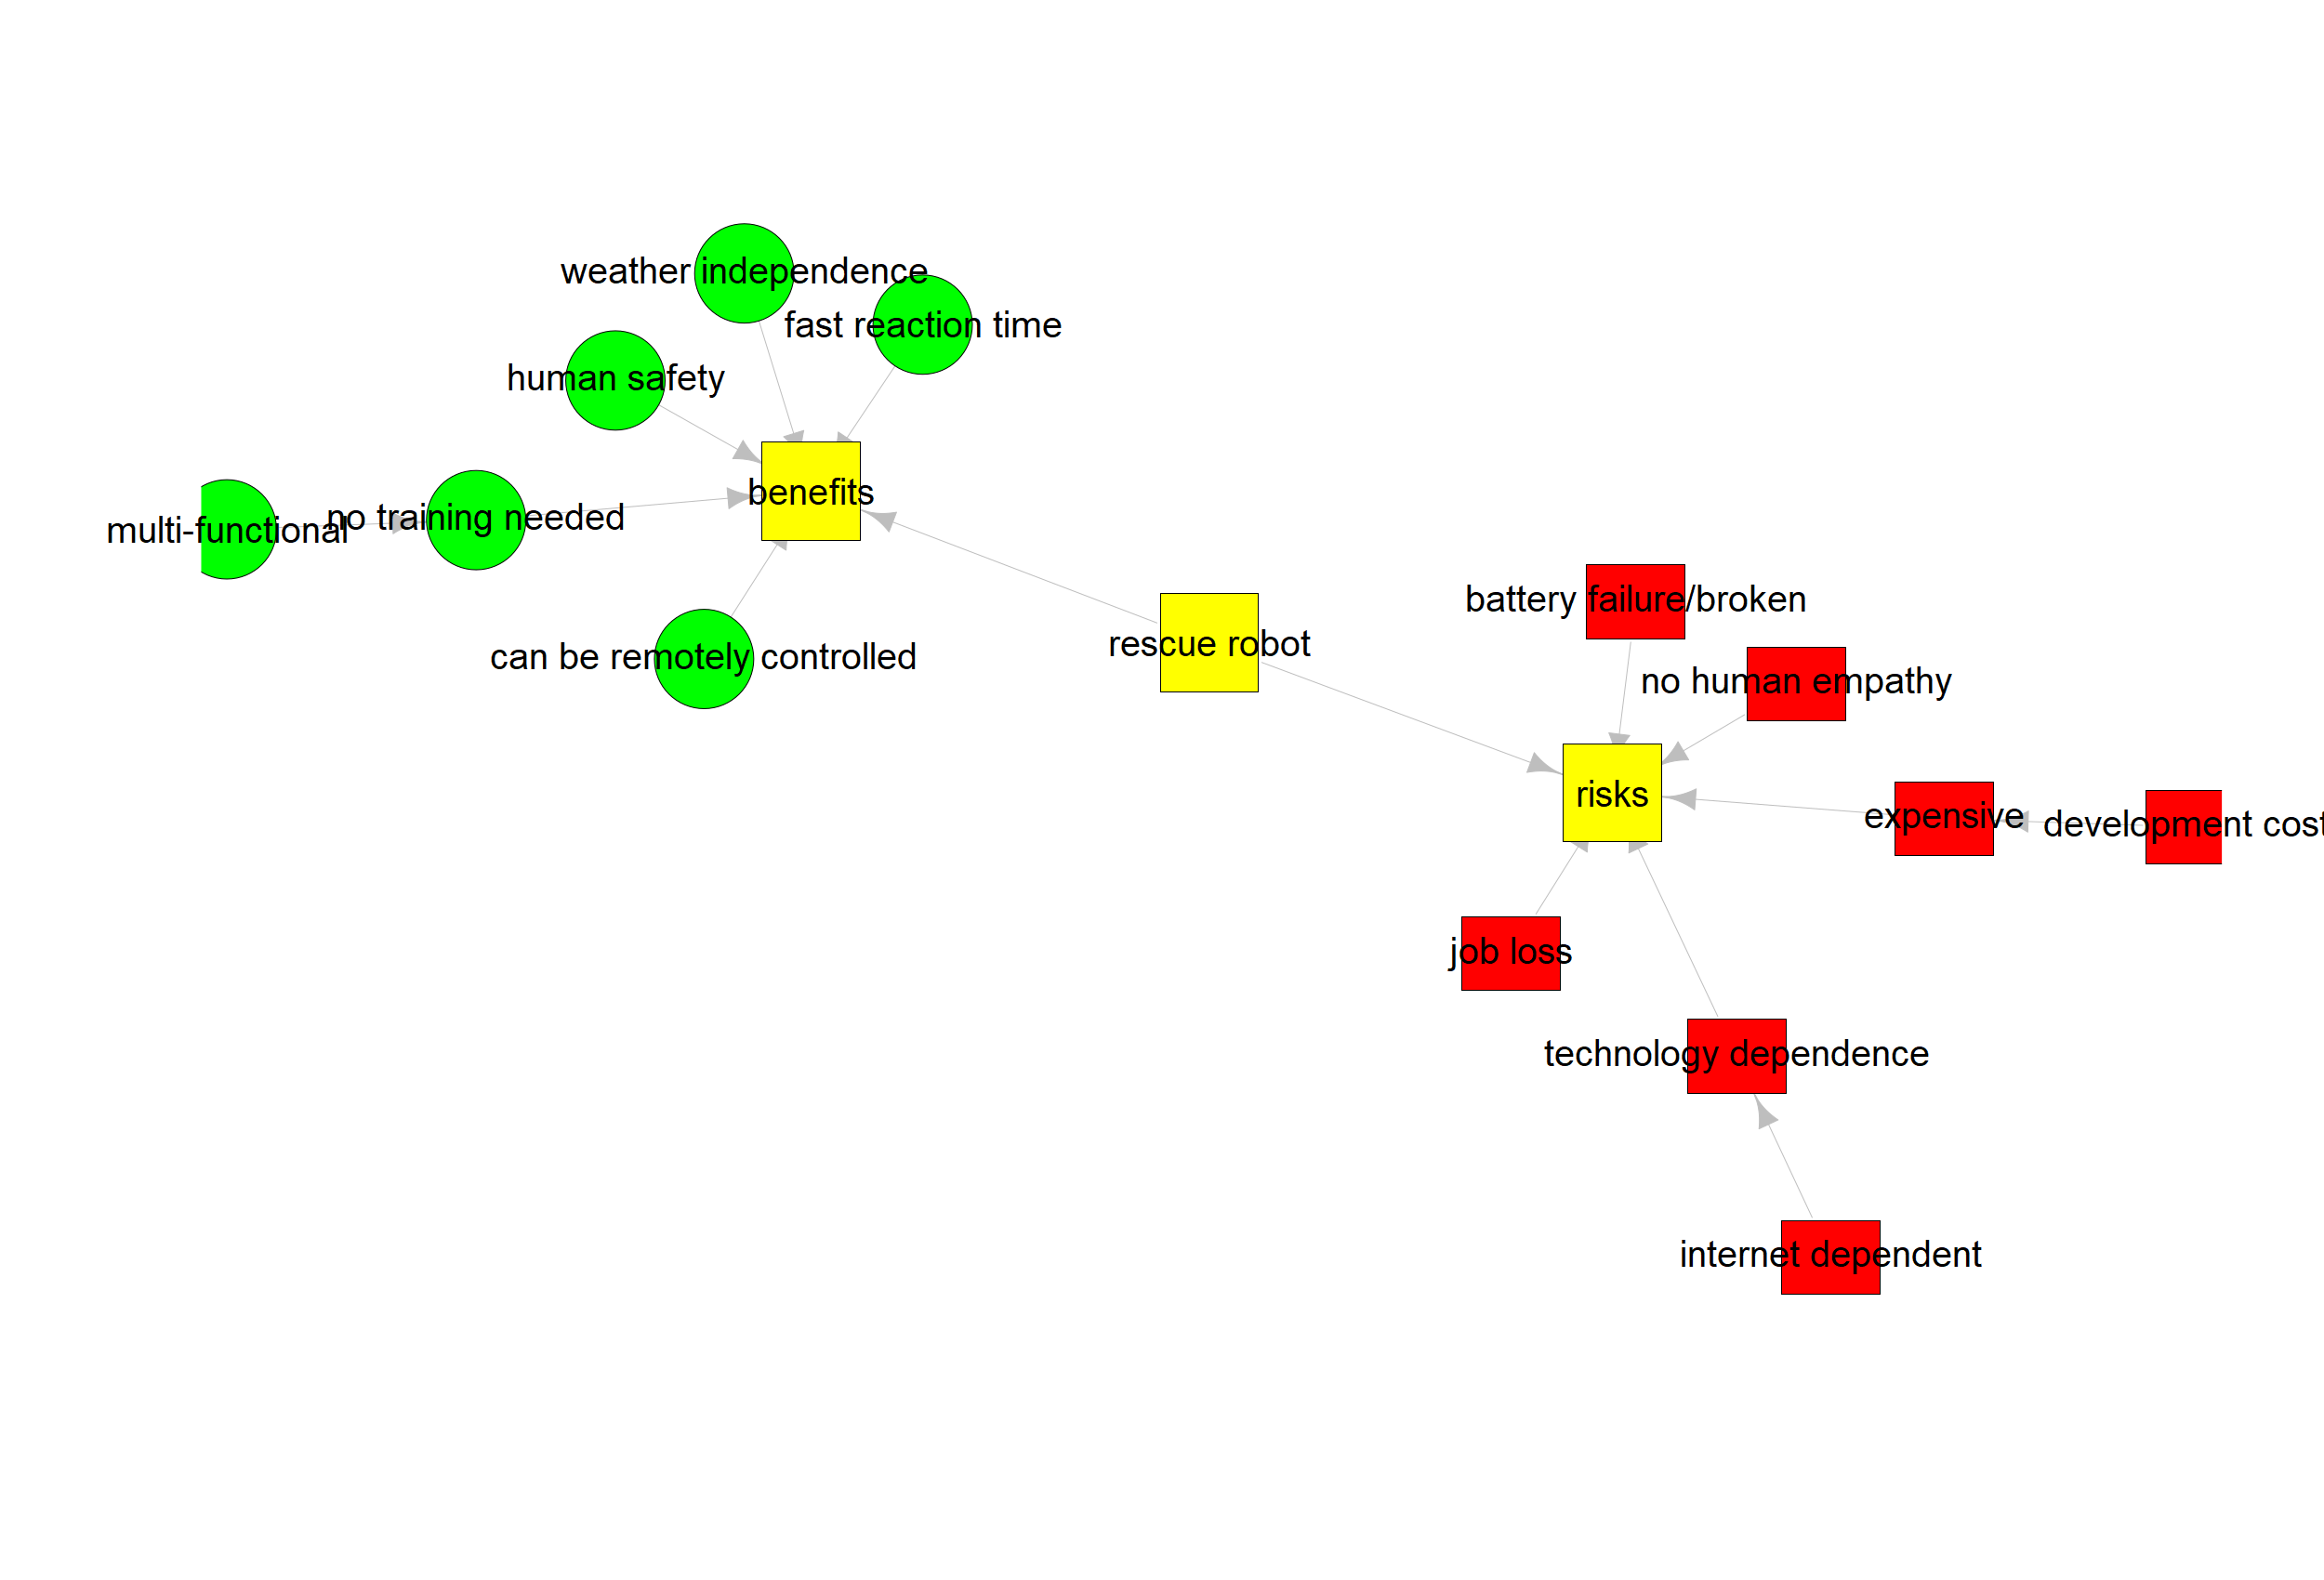 weather independence
fast reaction time
human safety
benefits
multi-functional
no training needed
can be remotely controlled
rescue robot
battery failure/broken
no human empathy
risks
expensive
development cost
job loss
technology dependence
internet dependent